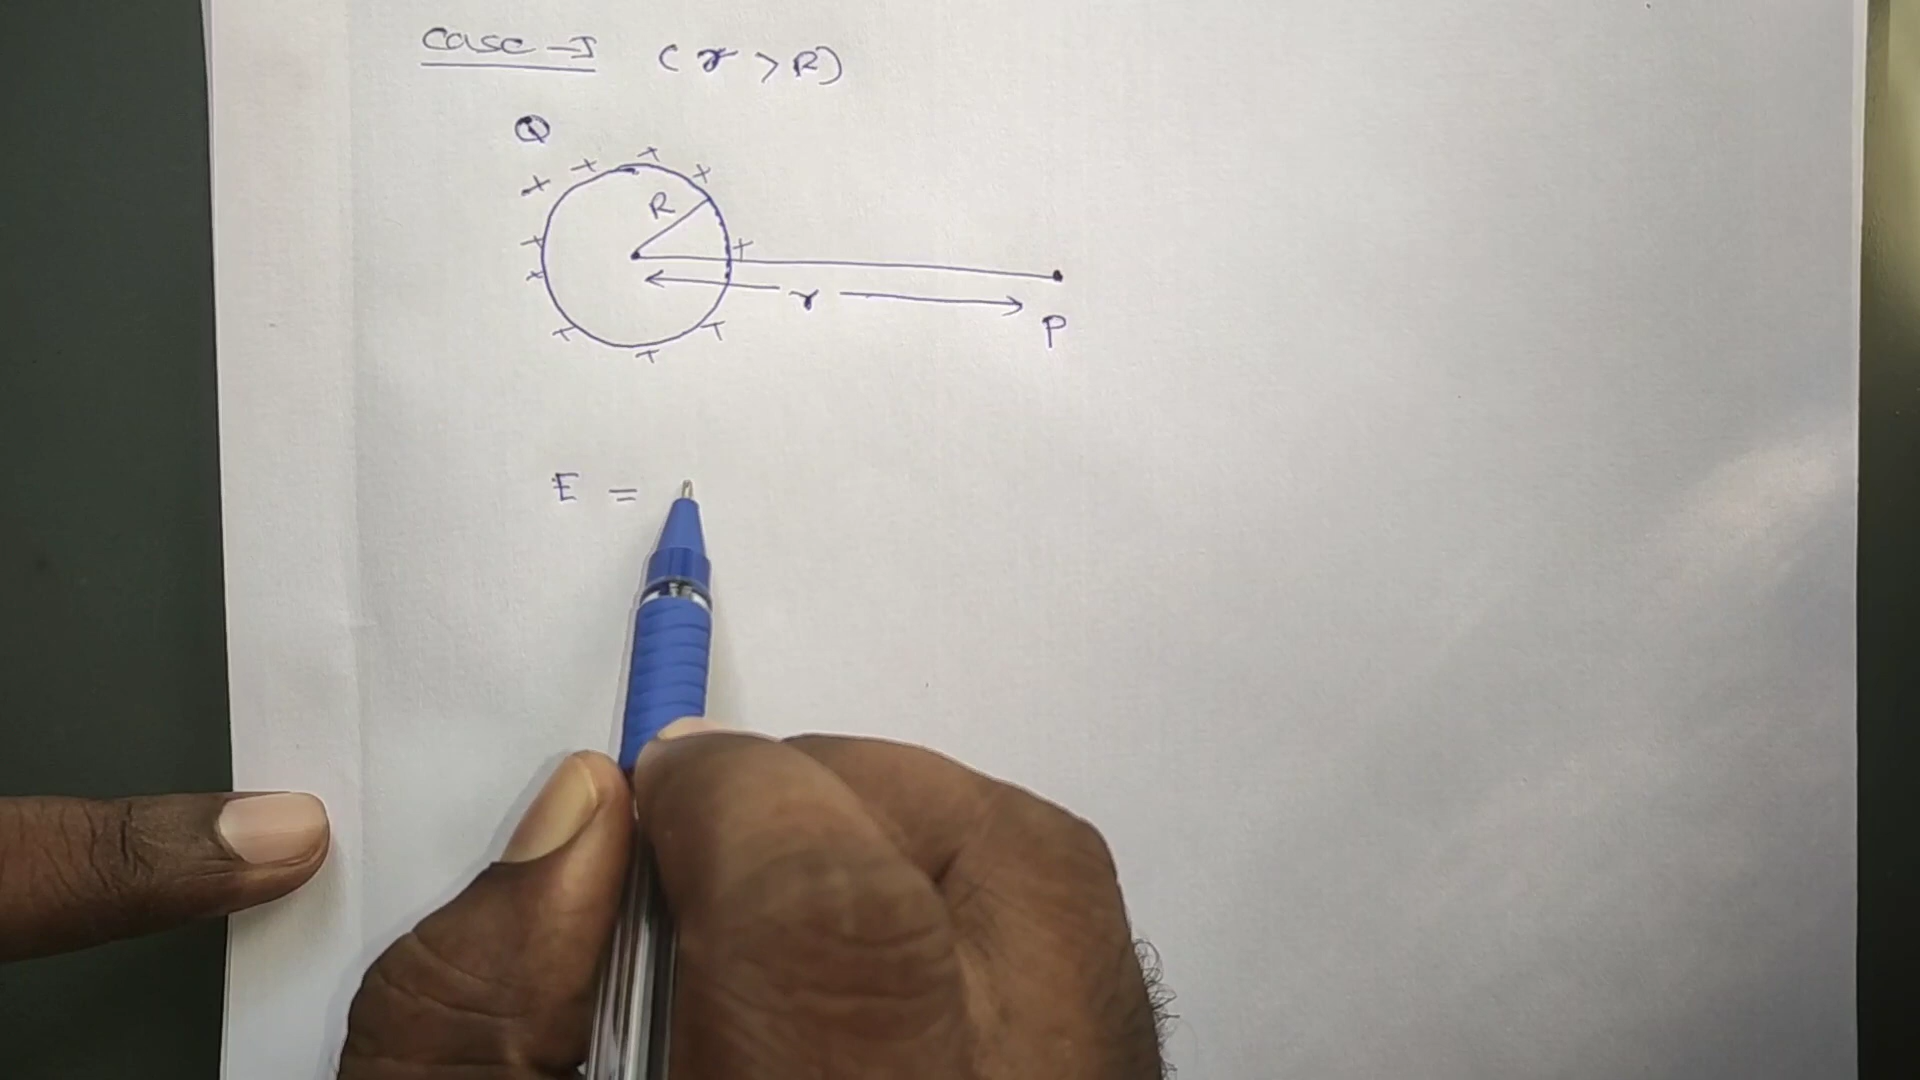 Case-I (r > R)
Q
+ + + + + + + + + + +
R
r
P
E =